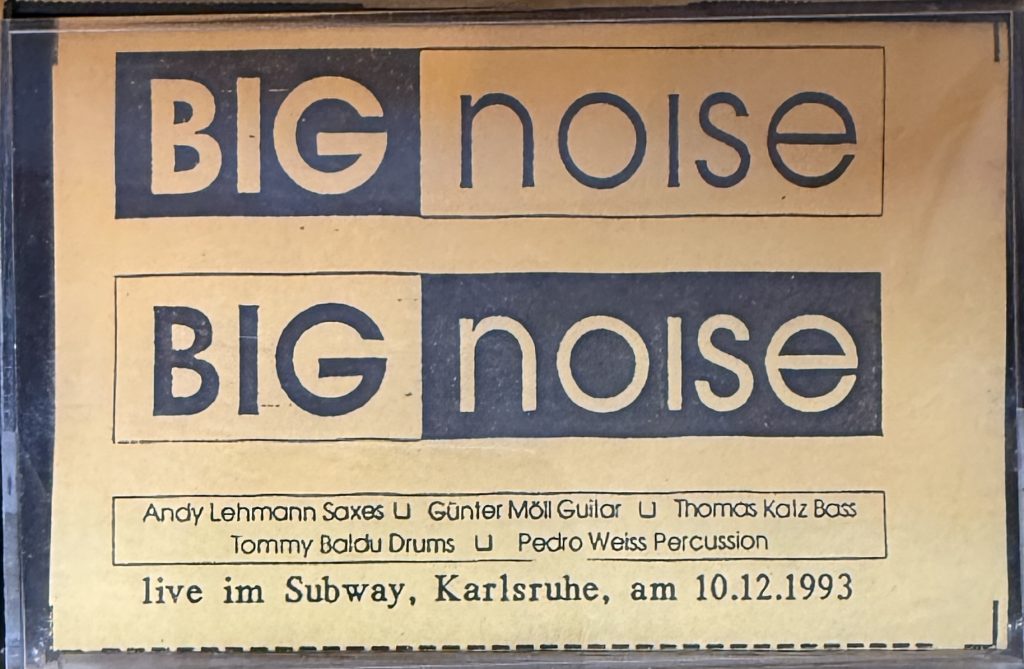 BIG noise
BIG noise
Andy Lehmann Saxes ⊔ Günter Möll Guitar ⊔ Thomas Kalz Bass
Tommy Baldu Drums ⊔ Pedro Weiss Percussion
live im Subway, Karlsruhe, am 10.12.1993